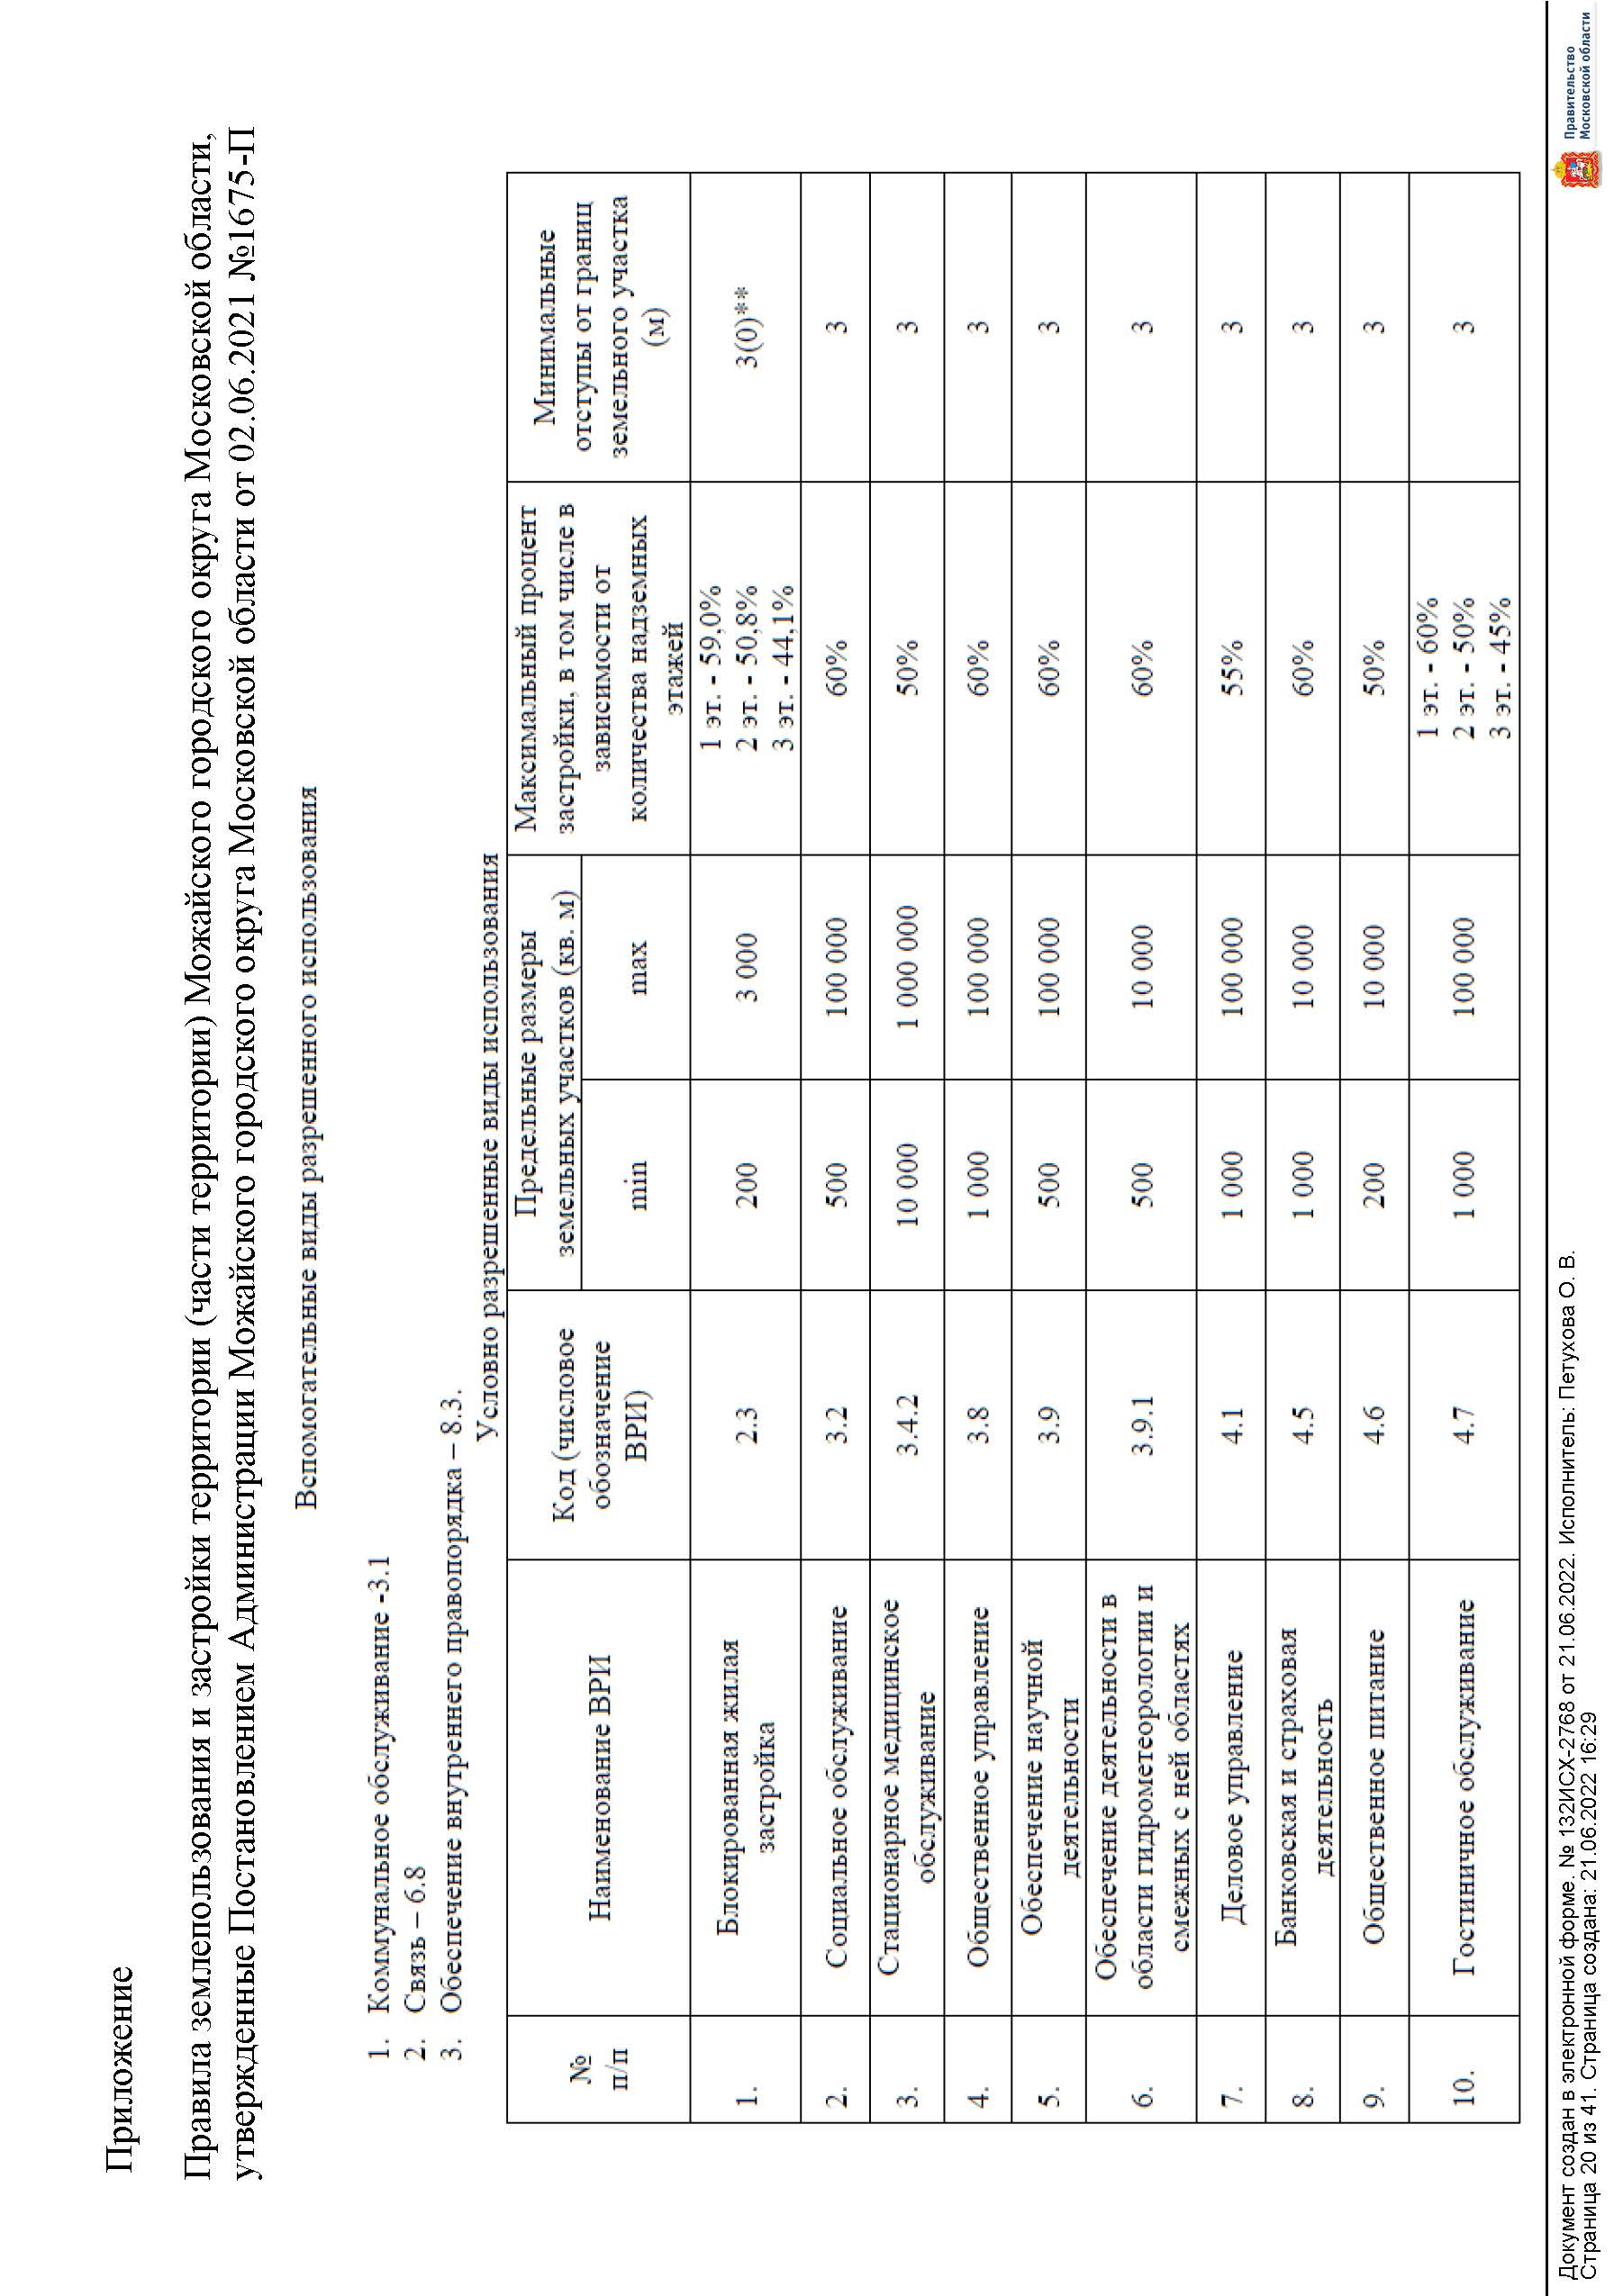 Приложение
Правила землепользования и застройки территории (части территории) Можайского городского округа Московской области,
утвержденные Постановлением Администрации Можайского городского округа Московской области от 02.06.2021 №1675-П
Вспомогательные виды разрешенного использования
1. Коммунальное обслуживание -3.1
2. Связь – 6.8
3. Обеспечение внутреннего правопорядка – 8.3.
Условно разрешенные виды использования
№ п/п
Наименование ВРИ
Код (числовое обозначение ВРИ)
Предельные размеры земельных участков (кв. м)
min
max
Максимальный процент застройки, в том числе в зависимости от количества надземных этажей
Минимальные отступы от границ земельного участка (м)
1. Блокированная жилая застройка 2.3 200 3 000 1 эт. - 59,0% 2 эт. - 50,8% 3 эт. - 44,1% 3(0)**
2. Социальное обслуживание 3.2 500 100 000 60% 3
3. Стационарное медицинское обслуживание 3.4.2 10 000 1 000 000 50% 3
4. Общественное управление 3.8 1 000 100 000 60% 3
5. Обеспечение научной деятельности 3.9 500 100 000 60% 3
6. Обеспечение деятельности в области гидрометеорологии и смежных с ней областях 3.9.1 500 10 000 60% 3
7. Деловое управление 4.1 1 000 100 000 55% 3
8. Банковская и страховая деятельность 4.5 1 000 10 000 60% 3
9. Общественное питание 4.6 200 10 000 50% 3
10. Гостиничное обслуживание 4.7 1 000 100 000 1 эт. - 60% 2 эт. - 50% 3 эт. - 45% 3
Документ создан в электронной форме. № 132ИСХ-2768 от 21.06.2022. Исполнитель: Петухова О. В.
Страница 20 из 41. Страница создана: 21.06.2022 16:29
Правительство
Московской области